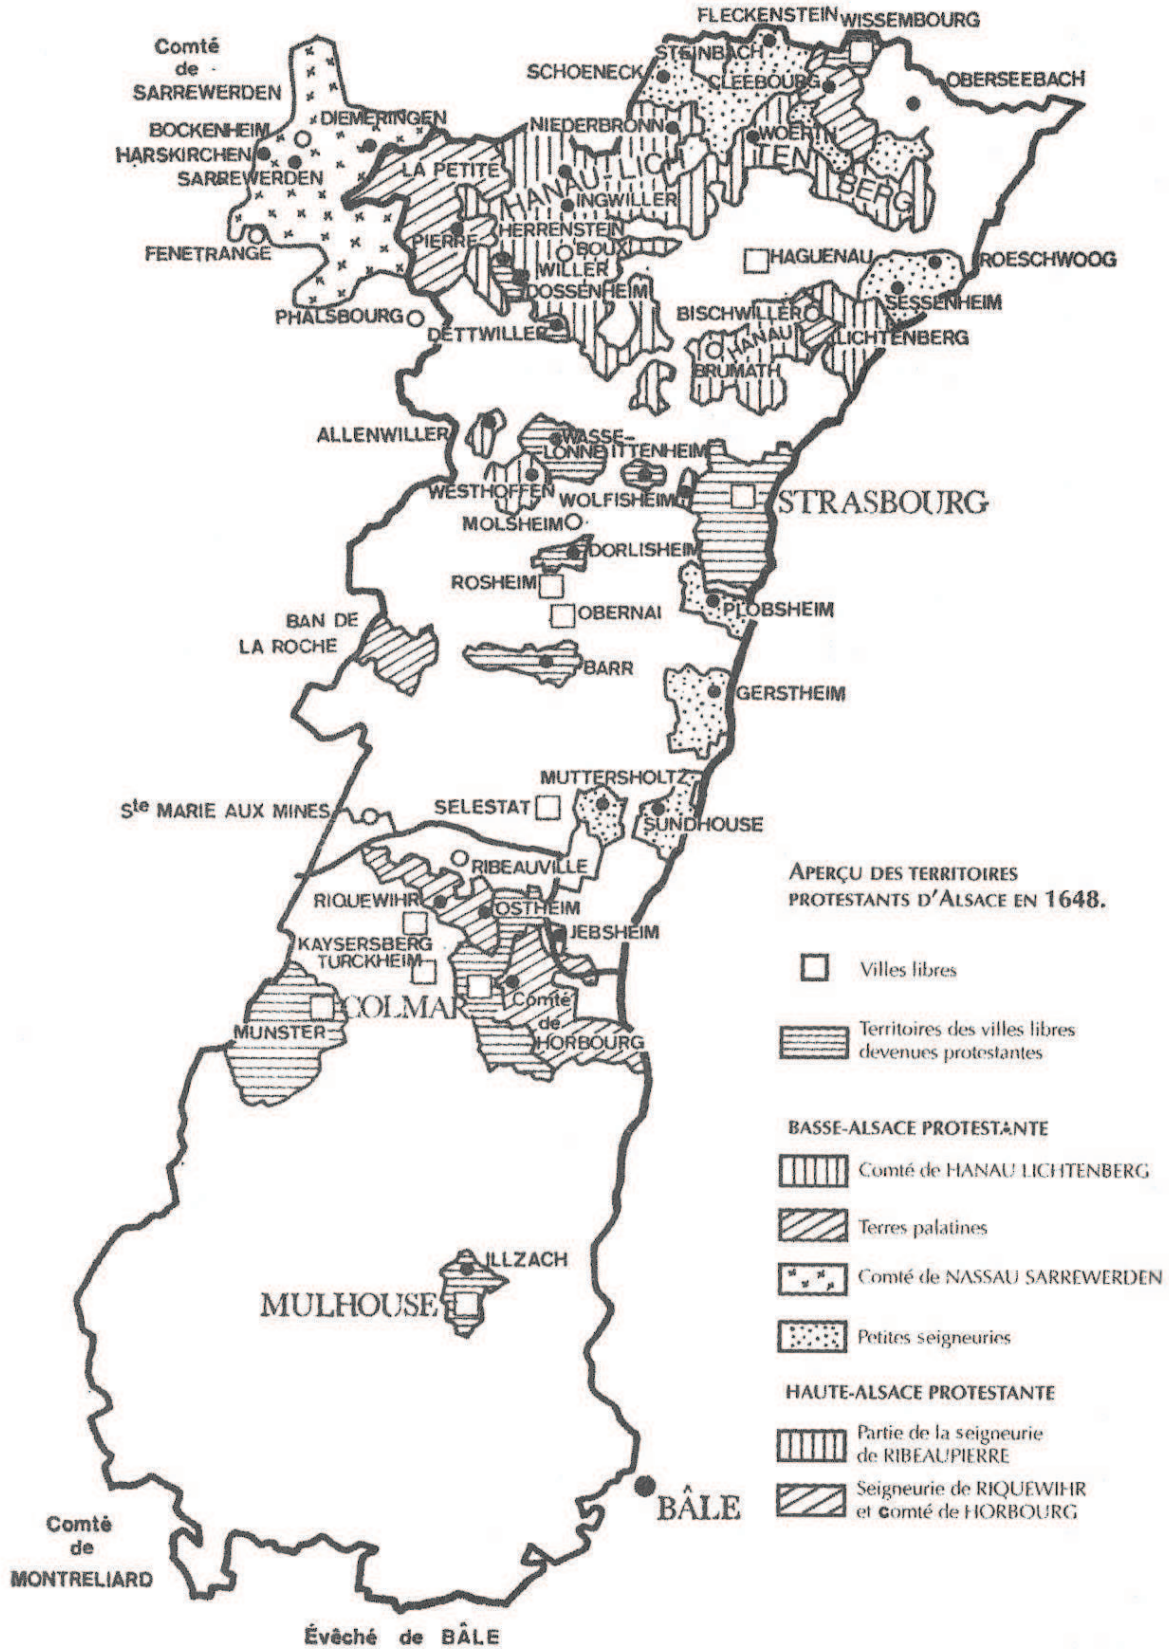 FLECKENSTEIN
WISSEMBOURG
Comté
de
SARREWERDEN
STEINBACH
SCHOENECK
CLEEBOURG
OBERSEEBACH
DIEMERINGEN
BOCKENHEIM
NIEDERBRONN
WOERTH
HARSKIRCHEN
SARREWERDEN
LA PETITE
PIERRE
HANAU-LICH
TEN
BERG
INGWILLER
HERRENSTEIN
FENETRANGE
BOUX
WILLER
HAGUENAU
ROESCHWOOG
DOSSENHEIM
SESSENHEIM
PHALSBOURG
BISCHWILLER
DETTWILLER
HANAU
LICHTENBERG
BRUMATH
ALLENWILLER
WASSE-
LONNE
ITTENHEIM
WESTHOFFEN
WOLFISHEIM
STRASBOURG
MOLSHEIM
DORLISHEIM
ROSHEIM
OBERNAI
PLOBSHEIM
BAN DE
LA ROCHE
BARR
GERSTHEIM
MUTTERSHOLTZ
Ste MARIE AUX MINES
SELESTAT
SUNDHOUSE
RIBEAUVILLE
RIQUEWIHR
OSTHEIM
KAYSERSBERG
JEBSHEIM
TURCKHEIM
COLMAR
Comté
de
HORBOURG
MUNSTER
ILLZACH
MULHOUSE
BÂLE
Comté
de
MONTRELIARD
Évêché de BÂLE
APERÇU DES TERRITOIRES
PROTESTANTS D'ALSACE EN 1648.
Villes libres
Territoires des villes libres
devenues protestantes
BASSE-ALSACE PROTESTANTE
Comté de HANAU LICHTENBERG
Terres palatines
Comté de NASSAU SARREWERDEN
Petites seigneuries
HAUTE-ALSACE PROTESTANTE
Partie de la seigneurie
de RIBEAUPIERRE
Seigneurie de RIQUEWIHR
et comté de HORBOURG